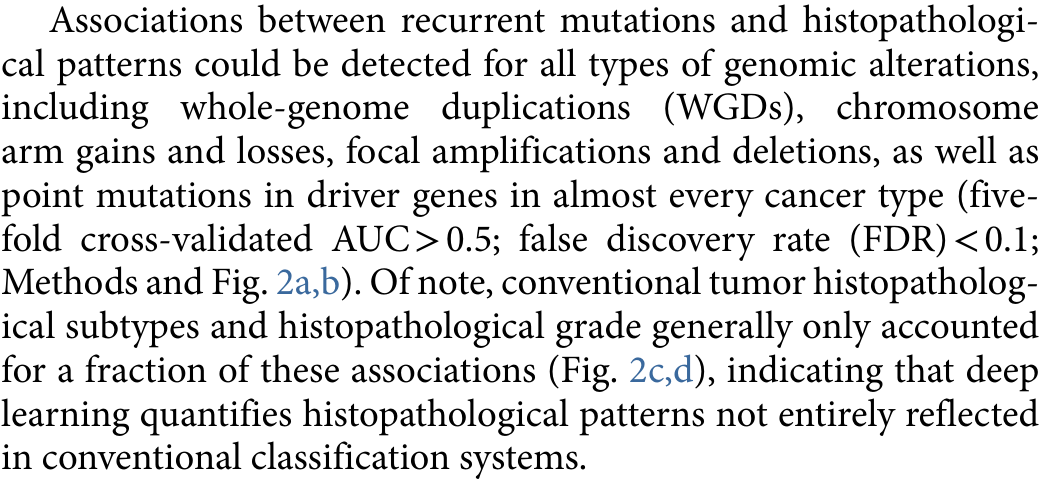 Associations between recurrent mutations and histopathologi-
cal patterns could be detected for all types of genomic alterations,
including whole-genome duplications (WGDs), chromosome
arm gains and losses, focal amplifications and deletions, as well as
point mutations in driver genes in almost every cancer type (five-
fold cross-validated AUC > 0.5; false discovery rate (FDR) < 0.1;
Methods and Fig. 2a,b). Of note, conventional tumor histopatholog-
ical subtypes and histopathological grade generally only accounted
for a fraction of these associations (Fig. 2c,d), indicating that deep
learning quantifies histopathological patterns not entirely reflected
in conventional classification systems.